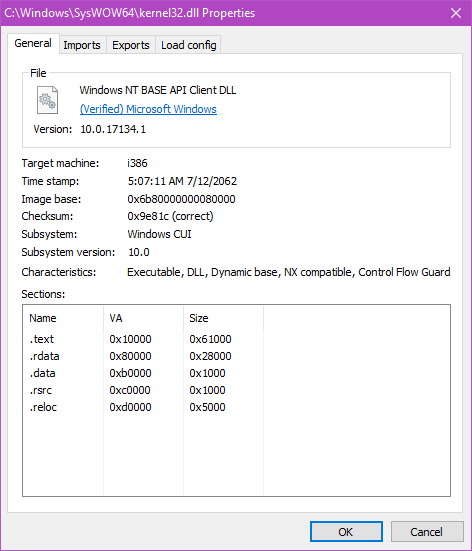 C:\Windows\SysWOW64\kernel32.dll Properties
General Imports Exports Load config
File
Windows NT BASE API Client DLL
(Verified) Microsoft Windows
Version: 10.0.17134.1
Target machine: i386
Time stamp: 5:07:11 AM 7/12/2062
Image base: 0x6b80000000080000
Checksum: 0x9e81c (correct)
Subsystem: Windows CUI
Subsystem version: 10.0
Characteristics: Executable, DLL, Dynamic base, NX compatible, Control Flow Guard
Sections:
Name VA Size
.text 0x10000 0x61000
.rdata 0x80000 0x28000
.data 0xb0000 0x1000
.rsrc 0xc0000 0x1000
.reloc 0xd0000 0x5000
OK Cancel